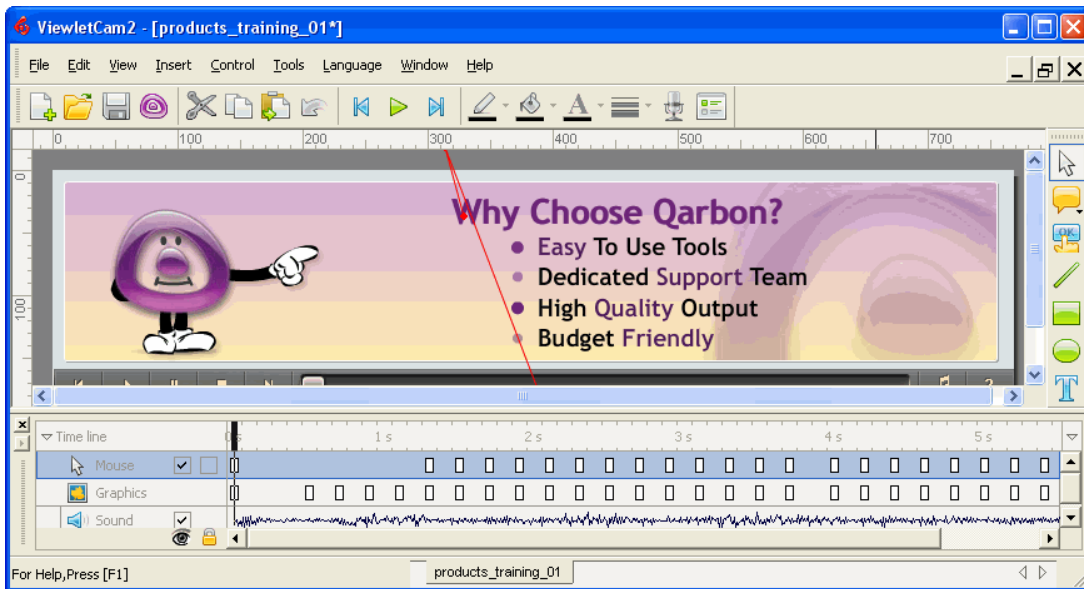 ViewletCam2 - [products_training_01*]
File Edit View Insert Control Tools Language Window Help
0 100 200 300 400 500 600 700
0
100
Why Choose Qarbon?
Easy To Use Tools
Dedicated Support Team
High Quality Output
Budget Friendly
OK
T
Time line
0 s 1 s 2 s 3 s 4 s 5 s
Mouse
Graphics
Sound
For Help,Press [F1]
products_training_01